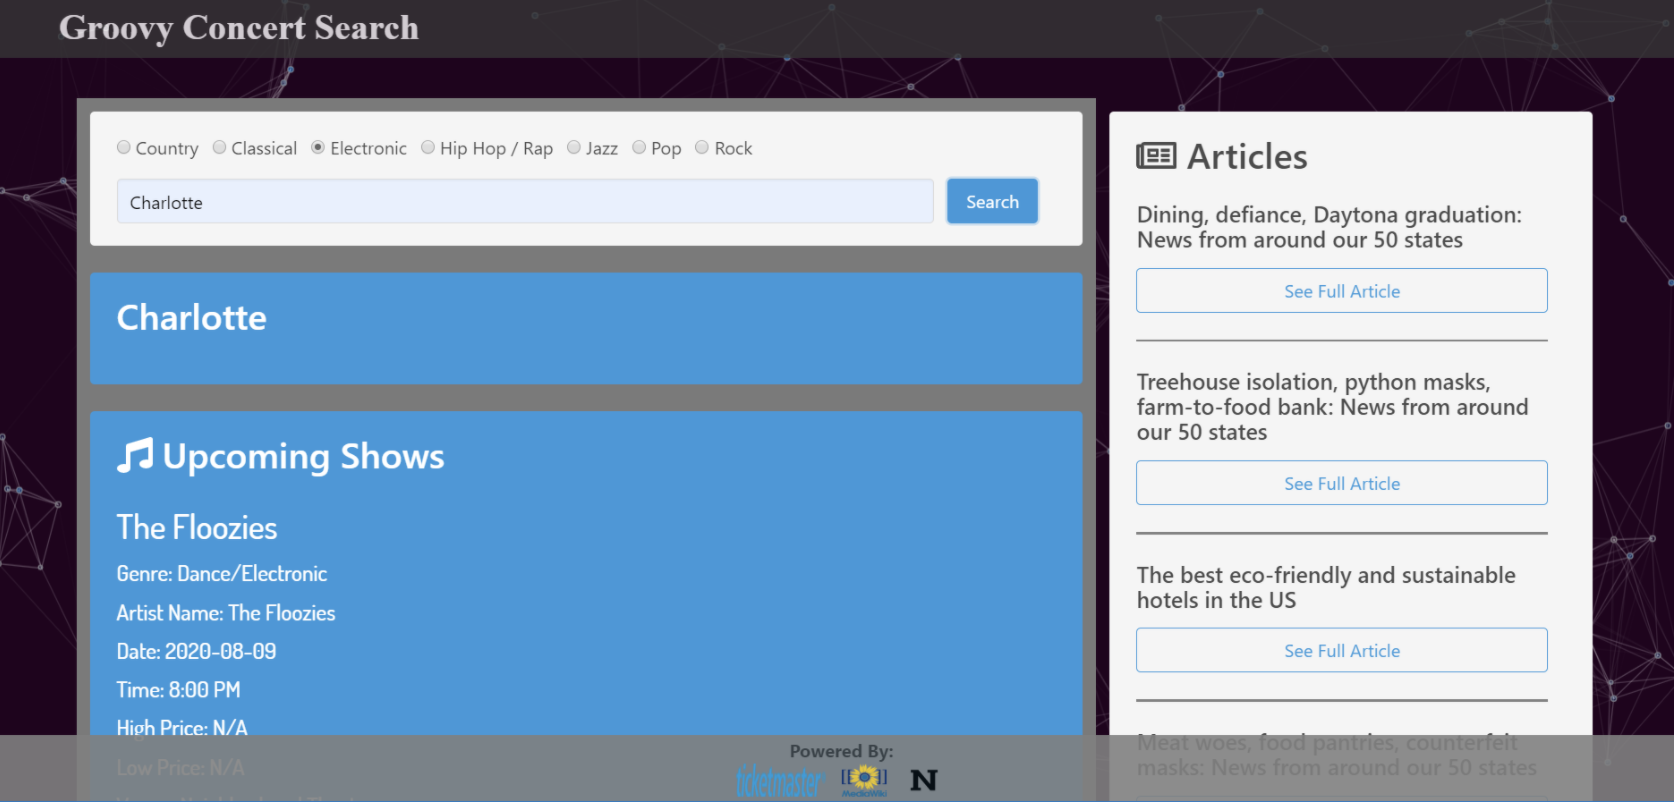 Groovy Concert Search
Country Classical Electronic Hip Hop / Rap Jazz Pop Rock
Charlotte
Search
Charlotte
Upcoming Shows
The Floozies
Genre: Dance/Electronic
Artist Name: The Floozies
Date: 2020-08-09
Time: 8:00 PM
High Price: N/A
Low Price: N/A
Articles
Dining, defiance, Daytona graduation:
News from around our 50 states
See Full Article
Treehouse isolation, python masks,
farm-to-food bank: News from around
our 50 states
See Full Article
The best eco-friendly and sustainable
hotels in the US
See Full Article
Meat woes, food pantries, counterfeit
masks: News from around our 50 states
Powered By:
ticketmaster
[[ ]]
MediaWiki
N